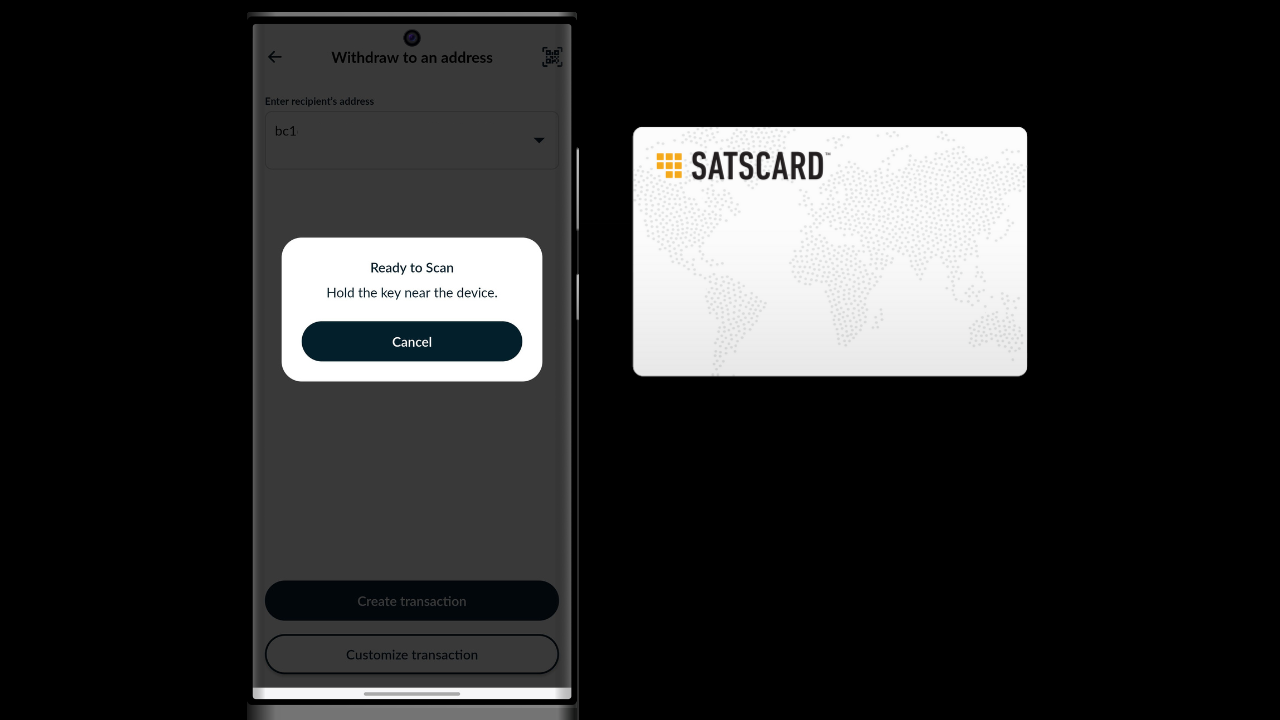 Withdraw to an address
Enter recipient's address
bc1
Ready to Scan
Hold the key near the device.
Cancel
Create transaction
Customize transaction
SATSCARD™